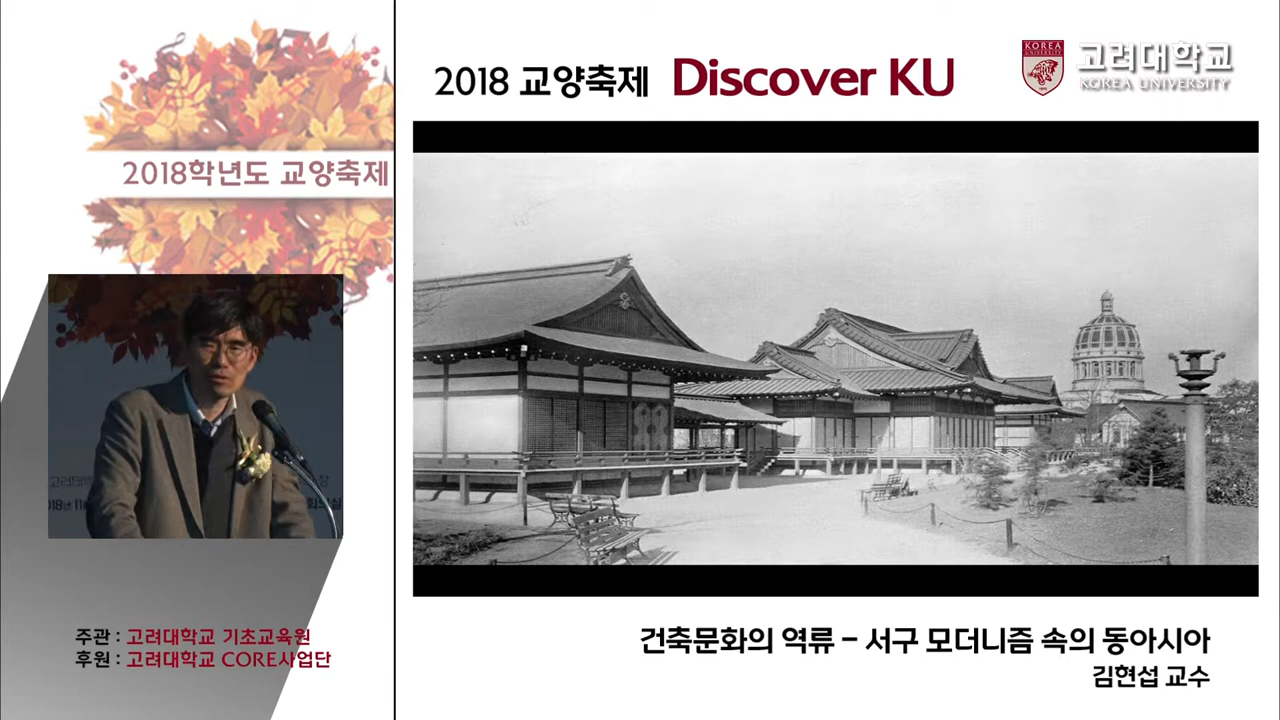 2018학년도 교양축제
2018 교양축제 Discover KU
KOREA
UNIVERSITY
고려대학교
KOREA UNIVERSITY
주관 : 고려대학교 기초교육원
후원 : 고려대학교 CORE사업단
건축문화의 역류 – 서구 모더니즘 속의 동아시아
김현섭 교수